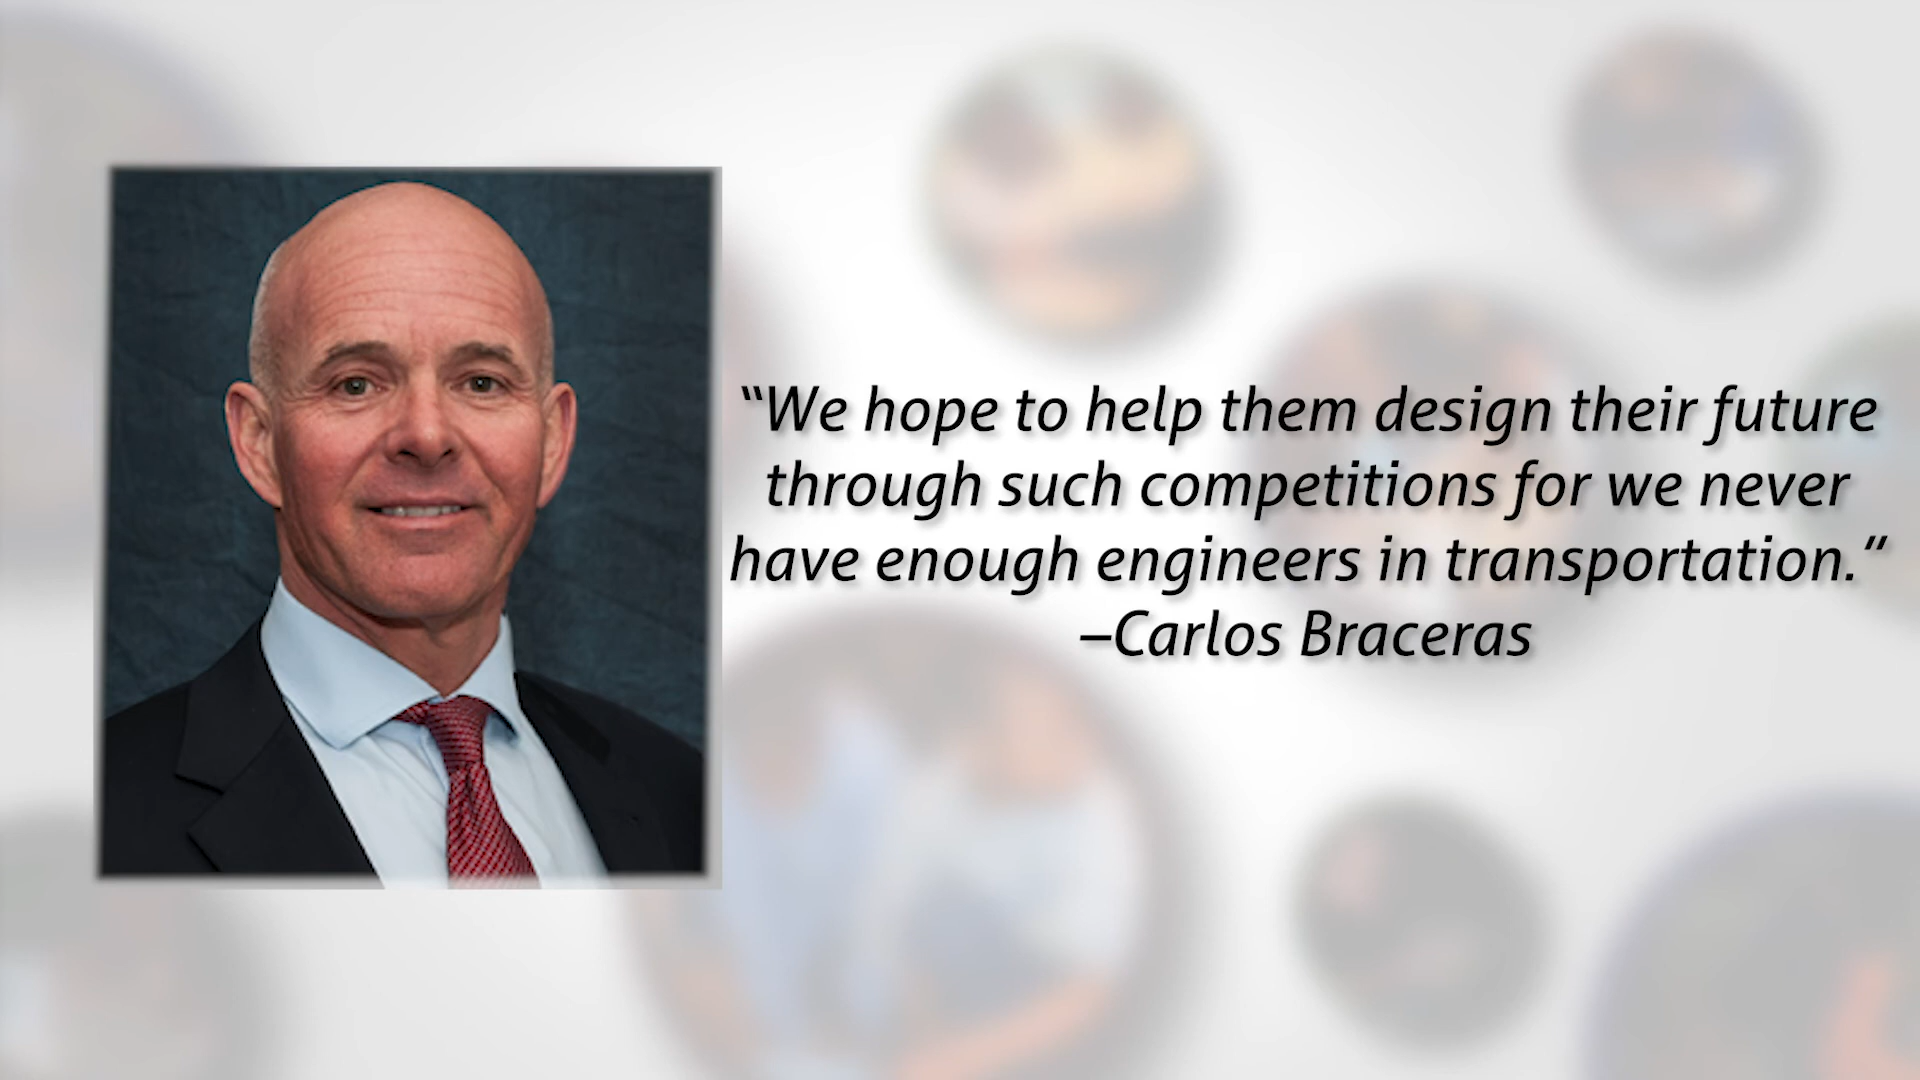 “We hope to help them design their future
through such competitions for we never
have enough engineers in transportation.”
–Carlos Braceras